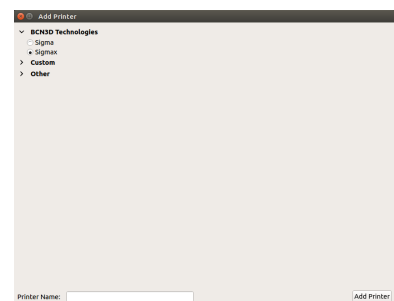 Add Printer
BCN3D Technologies
Sigma
Sigmax
Custom
Other
Printer Name:
Add Printer